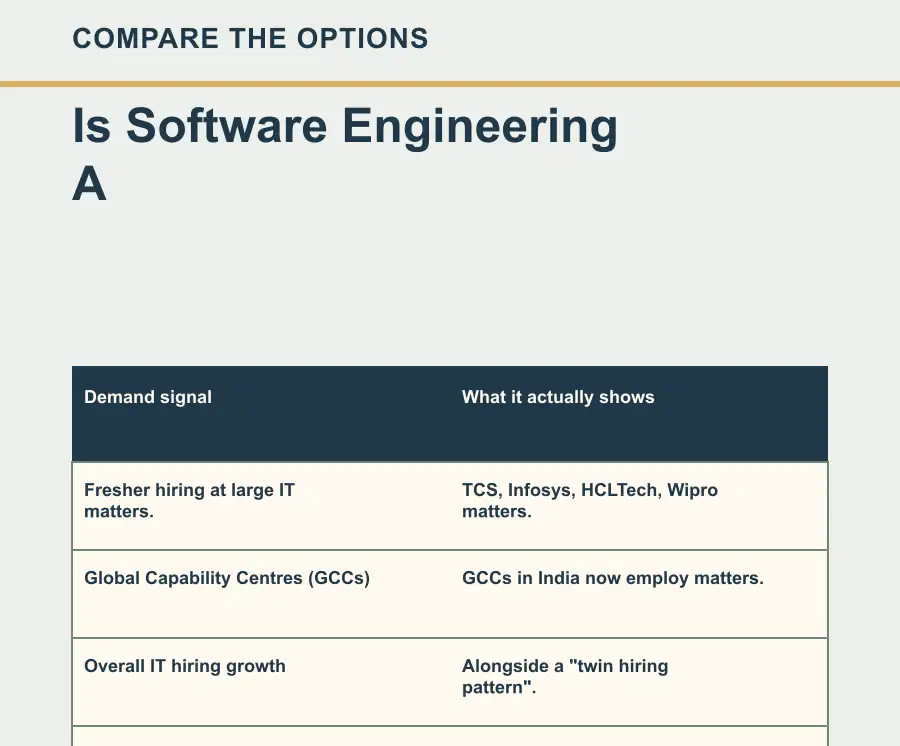 COMPARE THE OPTIONS
Is Software Engineering
A
Demand signal
What it actually shows
Fresher hiring at large IT
matters.
TCS, Infosys, HCLTech, Wipro
matters.
Global Capability Centres (GCCs)
GCCs in India now employ matters.
Overall IT hiring growth
Alongside a "twin hiring
pattern".